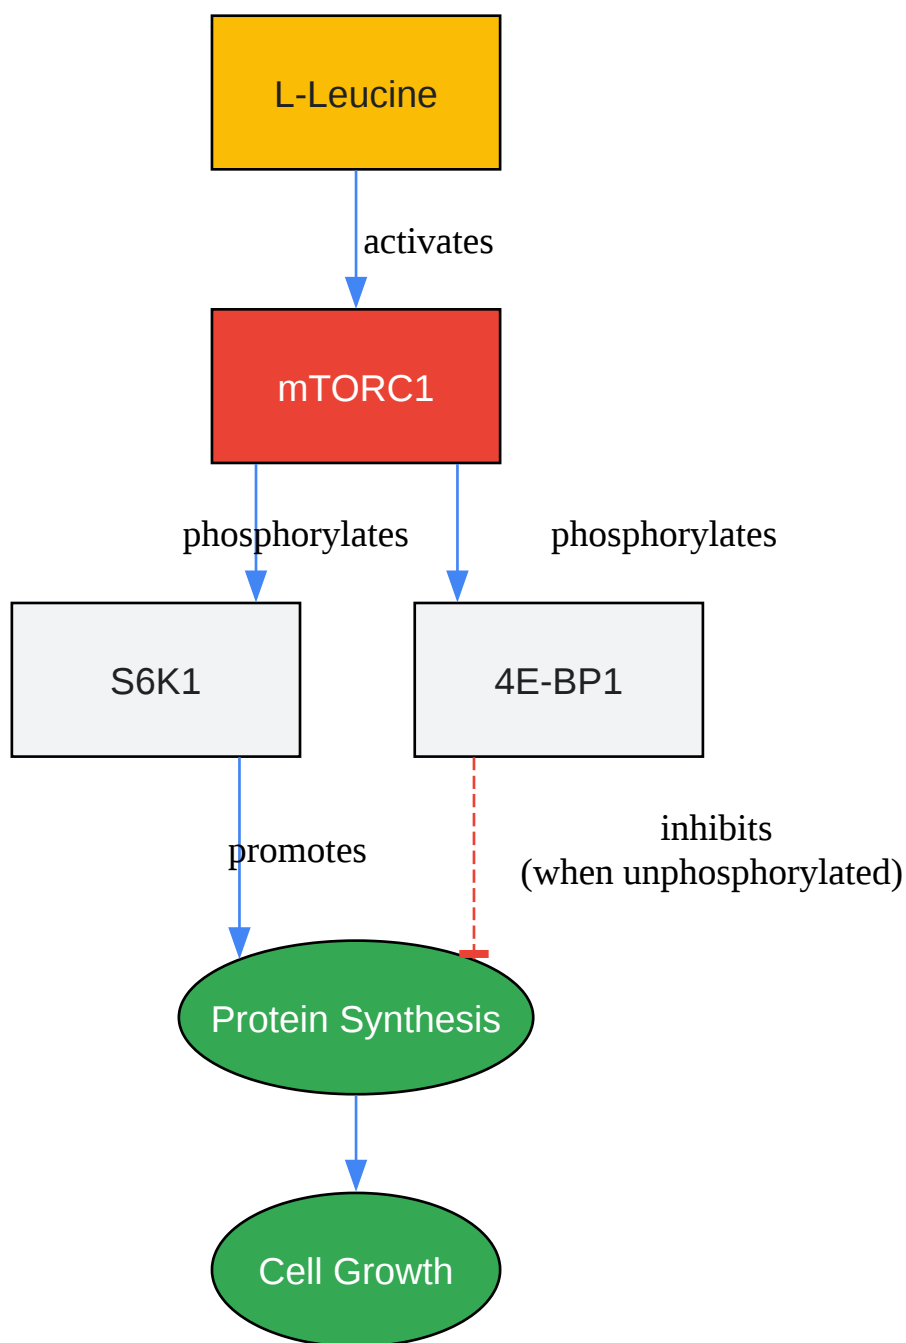 L-Leucine
activates
mTORC1
phosphorylates
phosphorylates
S6K1
4E-BP1
promotes
inhibits
(when unphosphorylated)
Protein Synthesis
Cell Growth